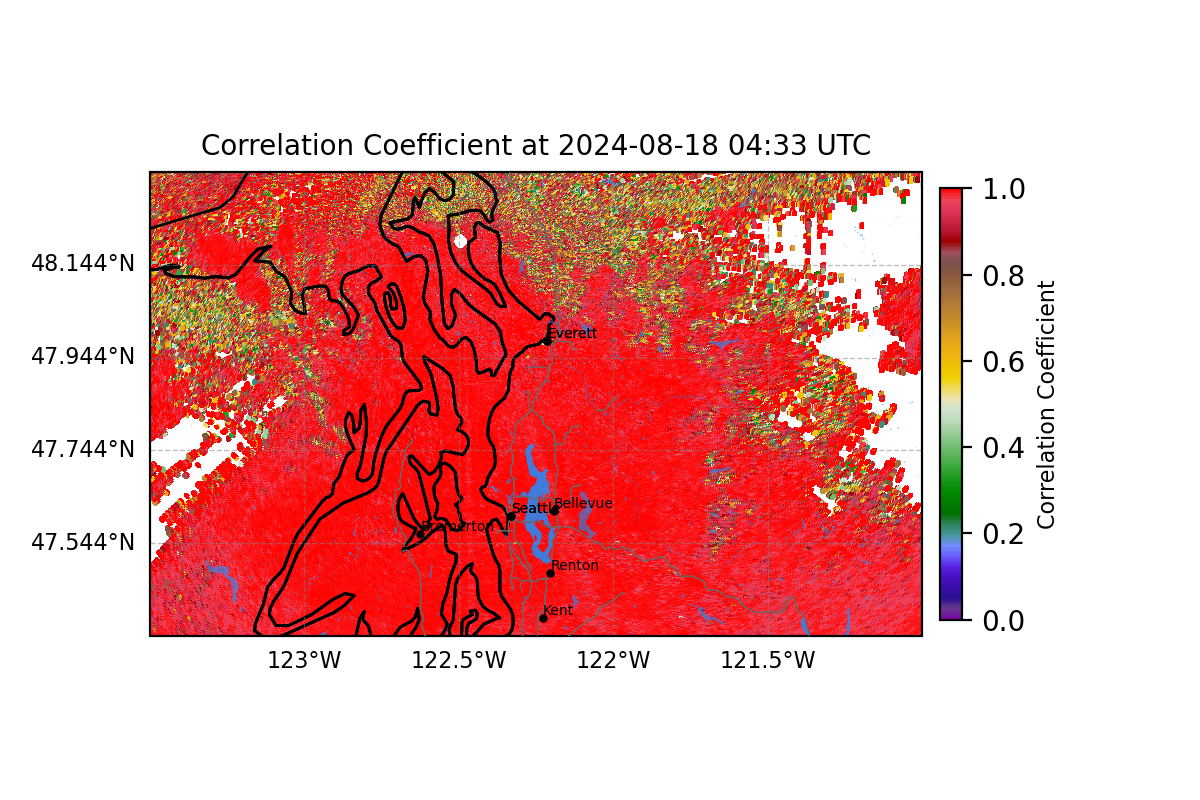 Correlation Coefficient at 2024-08-18 04:33 UTC
48.144°N
47.944°N
47.744°N
47.544°N
123°W
122.5°W
122°W
121.5°W
Everett
Seattle
Bellevue
Bremerton
Renton
Kent
1.0
0.8
0.6
0.4
0.2
0.0
Correlation Coefficient